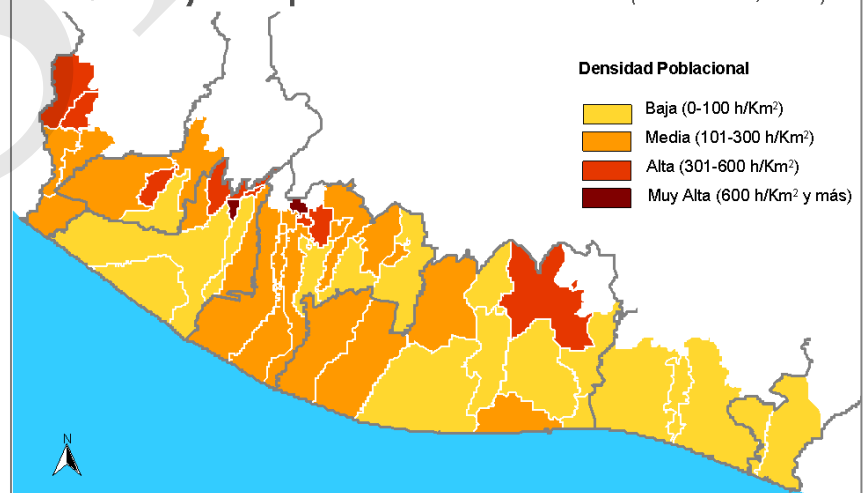 Densidad Poblacional
Baja (0-100 h/Km²)
Media (101-300 h/Km²)
Alta (301-600 h/Km²)
Muy Alta (600 h/Km² y más)
N